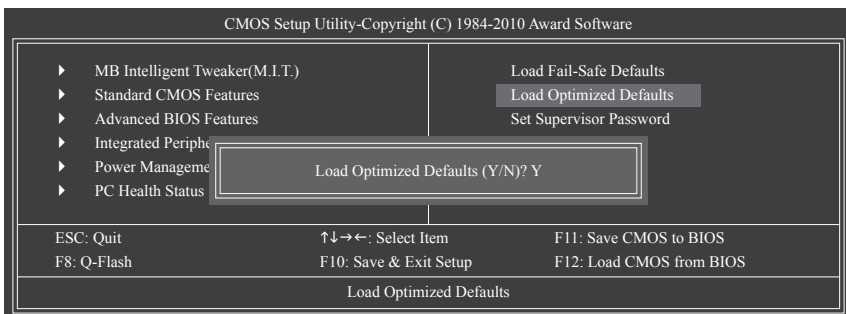 CMOS Setup Utility-Copyright (C) 1984-2010 Award Software
MB Intelligent Tweaker(M.I.T.)
Standard CMOS Features
Advanced BIOS Features
Integrated Periphe
Power Manageme
PC Health Status
Load Fail-Safe Defaults
Load Optimized Defaults
Set Supervisor Password
Load Optimized Defaults (Y/N)? Y
ESC: Quit ↑↓→←: Select Item F11: Save CMOS to BIOS
F8: Q-Flash F10: Save & Exit Setup F12: Load CMOS from BIOS
Load Optimized Defaults